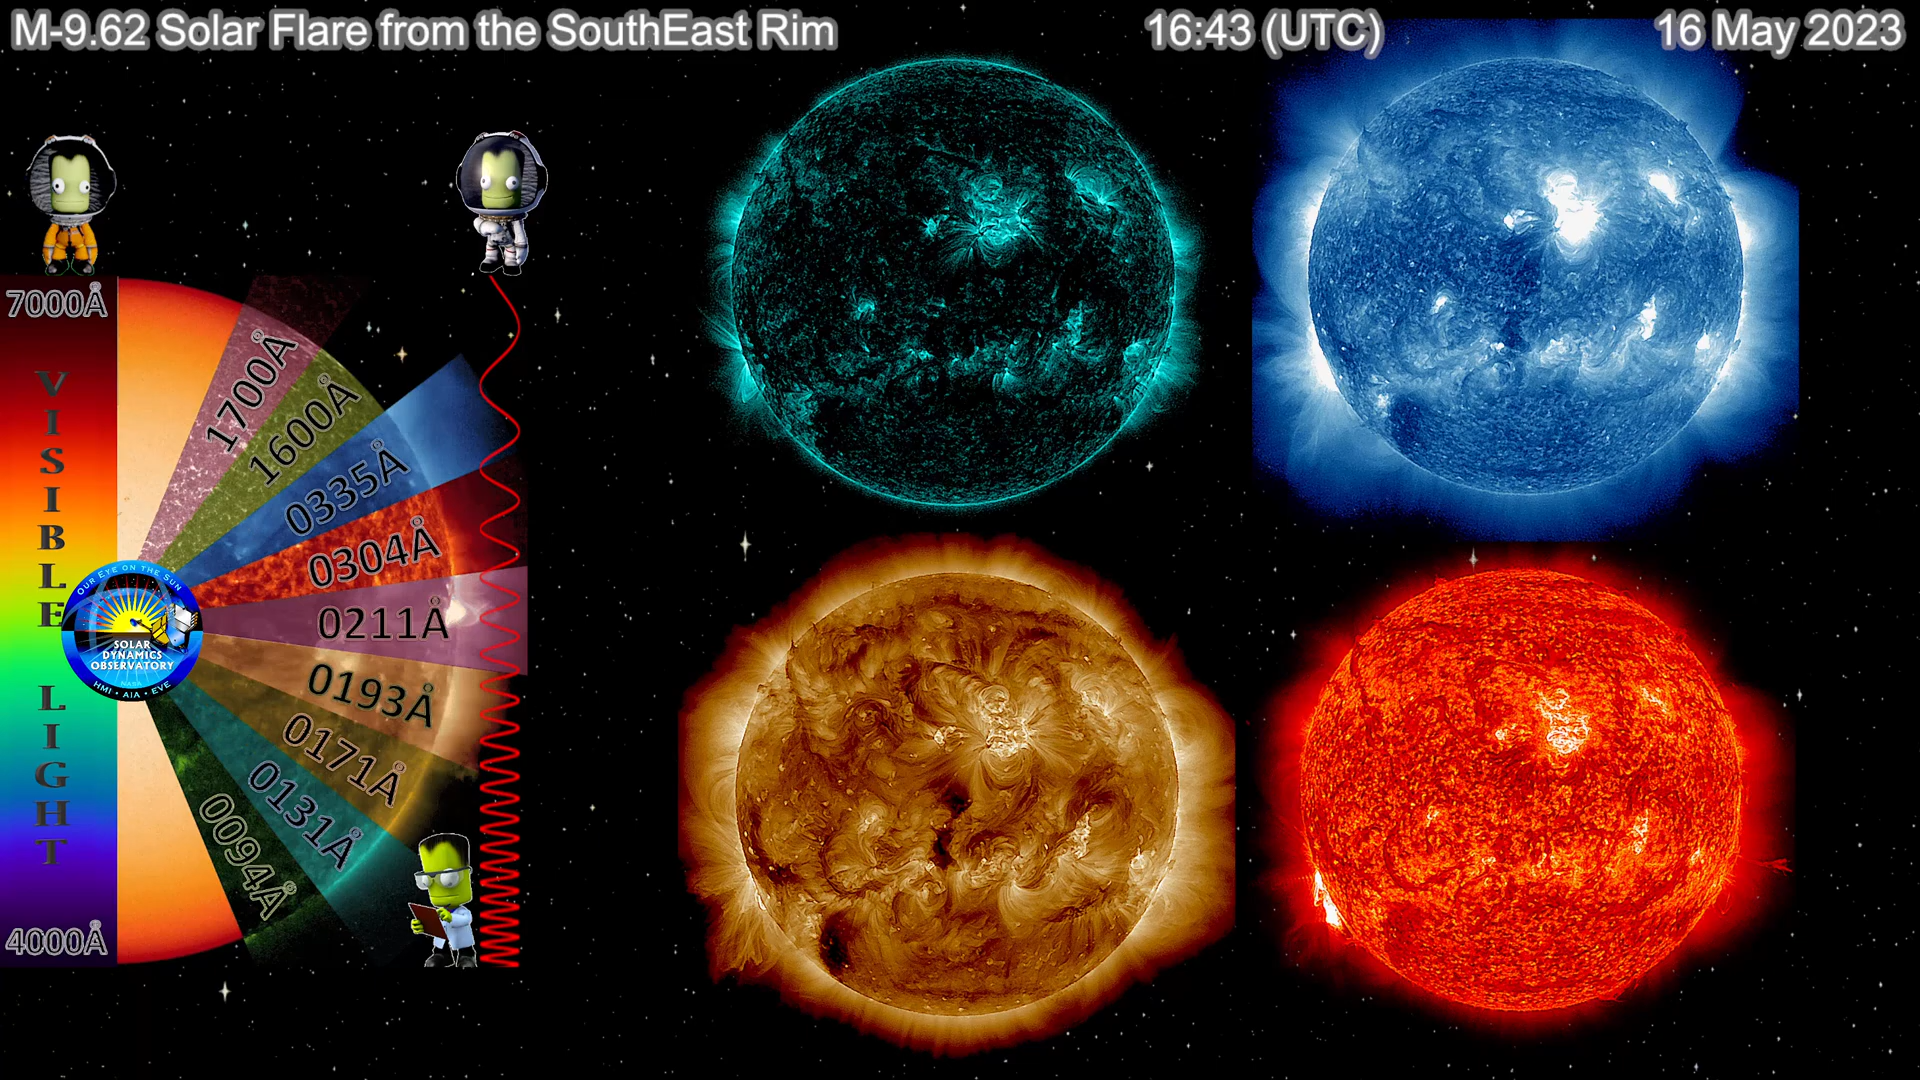 M-9.62 Solar Flare from the SouthEast Rim
16:43 (UTC)
16 May 2023
7000Å
VISIBLE LIGHT
4000Å
1700Å
1600Å
0335Å
0304Å
0211Å
0193Å
0171Å
0131Å
0094Å
OUR EYE ON THE SUN
SOLAR
DYNAMICS
OBSERVATORY
NASA
HMI • AIA • EVE